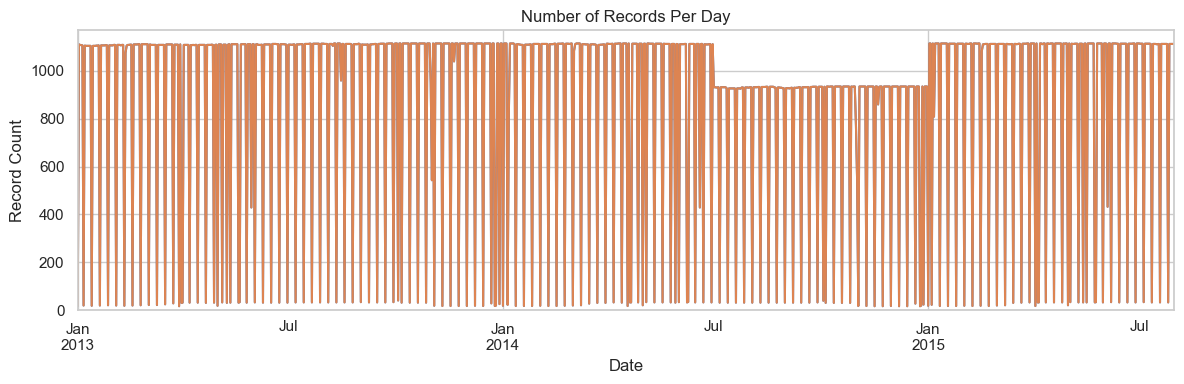 Number of Records Per Day
Record Count
1000
800
600
400
200
0
Jan
2013
Jul
Jan
2014
Jul
Jan
2015
Jul
Date